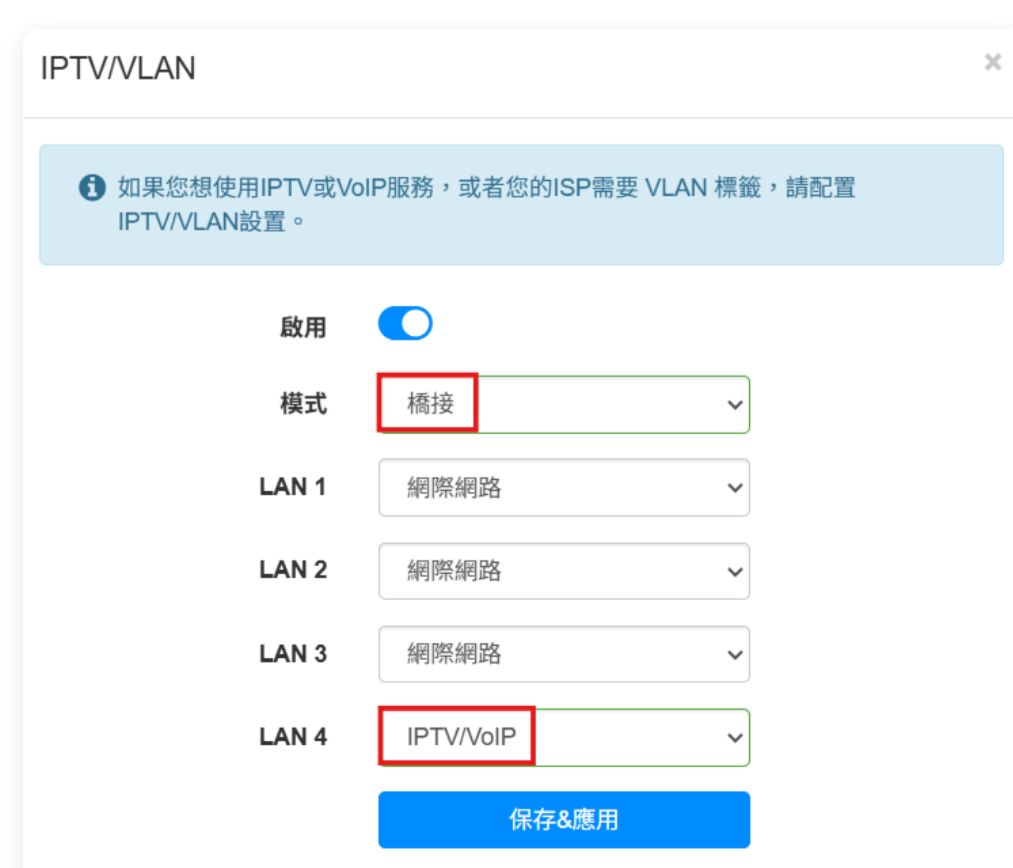 IPTV/VLAN
×
如果您想使用IPTV或VoIP服務，或者您的ISP需要 VLAN 標籤，請配置
IPTV/VLAN設置。
啟用
模式 橋接
LAN 1 網際網路
LAN 2 網際網路
LAN 3 網際網路
LAN 4 IPTV/VoIP
保存&應用